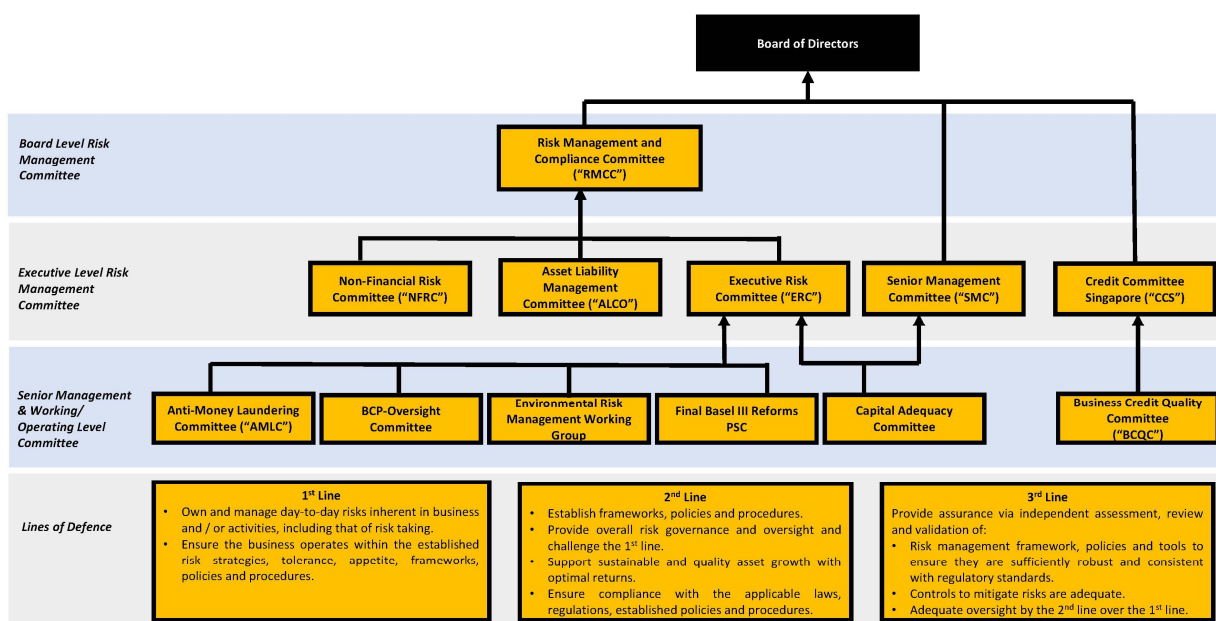 Board of Directors
Board Level Risk
Management
Committee
Risk Management and
Compliance Committee
(“RMCC”)
Executive Level Risk
Management
Committee
Non-Financial Risk
Committee (“NFRC”)
Asset Liability
Management
Committee (“ALCO”)
Executive Risk
Committee (“ERC”)
Senior Management
Committee (“SMC”)
Credit Committee
Singapore (“CCS”)
Senior Management
& Working/
Operating Level
Committee
Anti-Money Laundering
Committee (“AMLC”)
BCP-Oversight
Committee
Environmental Risk
Management Working
Group
Final Basel III Reforms
PSC
Capital Adequacy
Committee
Business Credit Quality
Committee
(“BCQC”)
Lines of Defence
1st Line
• Own and manage day-to-day risks inherent in business
and / or activities, including that of risk taking.
• Ensure the business operates within the established
risk strategies, tolerance, appetite, frameworks,
policies and procedures.
2nd Line
• Establish frameworks, policies and procedures.
• Provide overall risk governance and oversight and
challenge the 1st line.
• Support sustainable and quality asset growth with
optimal returns.
• Ensure compliance with the applicable laws,
regulations, established policies and procedures.
3rd Line
Provide assurance via independent assessment, review
and validation of:
• Risk management framework, policies and tools to
ensure they are sufficiently robust and consistent
with regulatory standards.
• Controls to mitigate risks are adequate.
• Adequate oversight by the 2nd line over the 1st line.